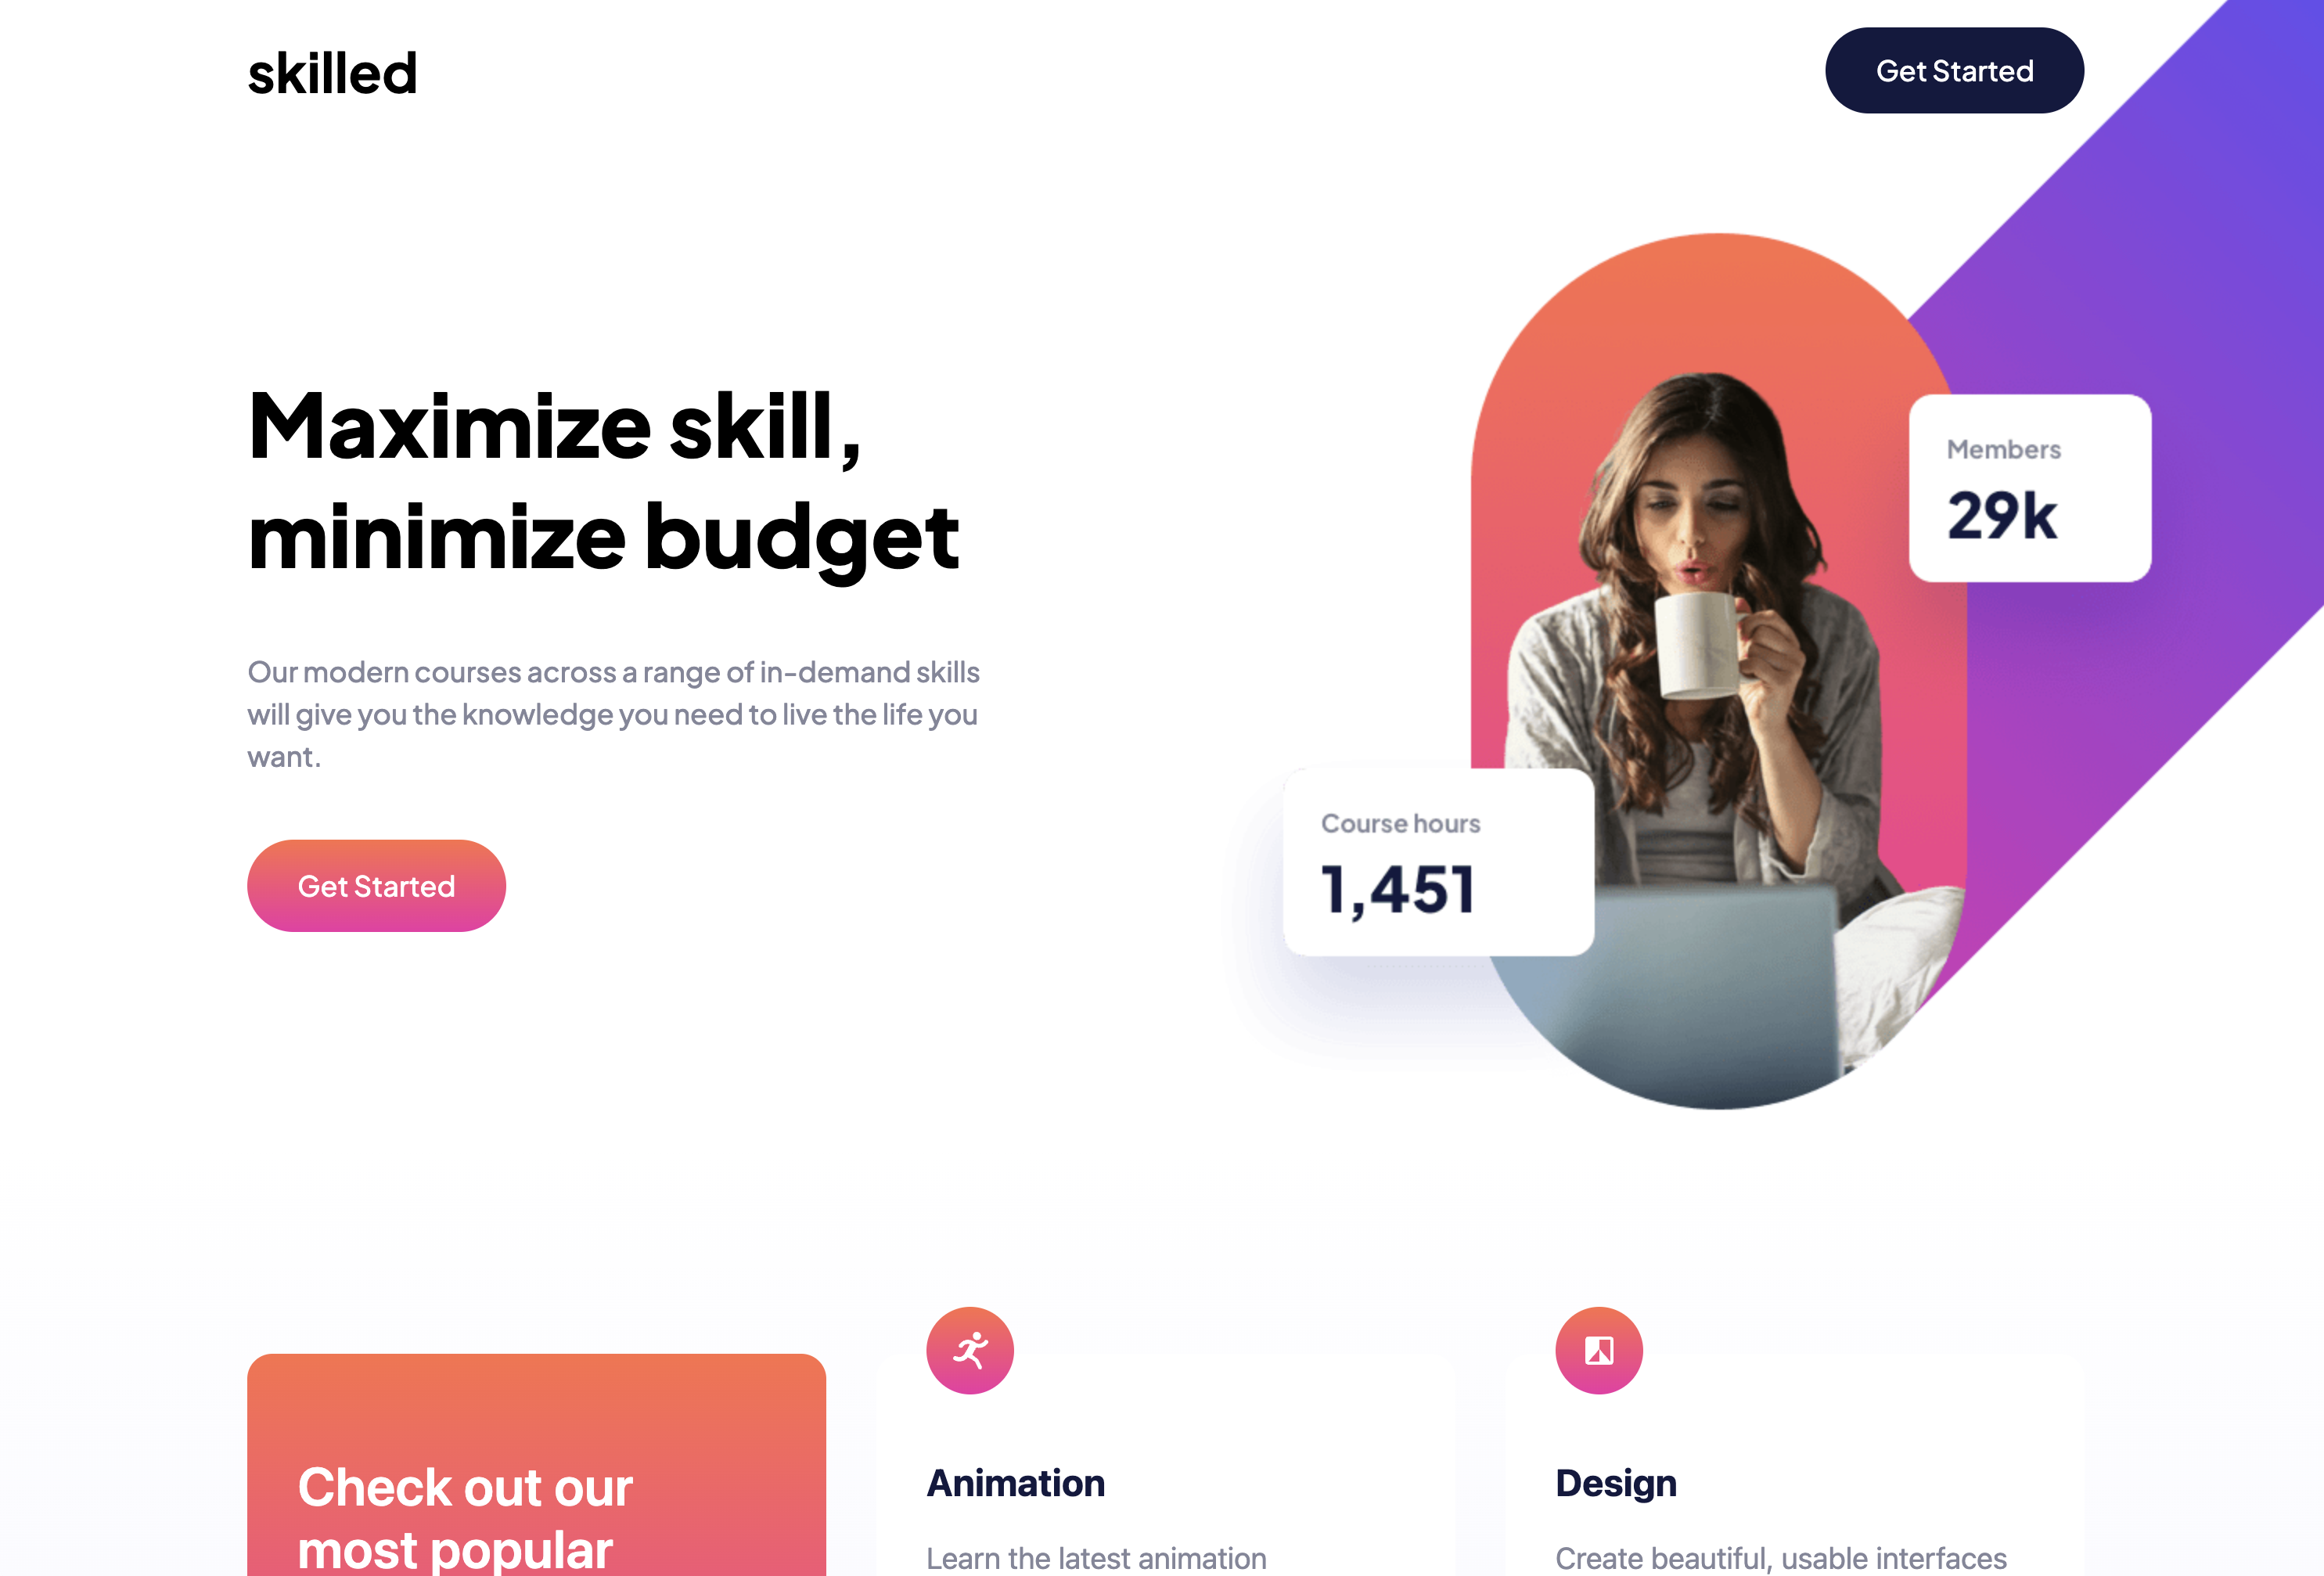 skilled
Get Started
Maximize skill,
minimize budget
Our modern courses across a range of in-demand skills
will give you the knowledge you need to live the life you
want.
Get Started
Members
29k
Course hours
1,451
Check out our
most popular
Animation
Learn the latest animation
Design
Create beautiful, usable interfaces